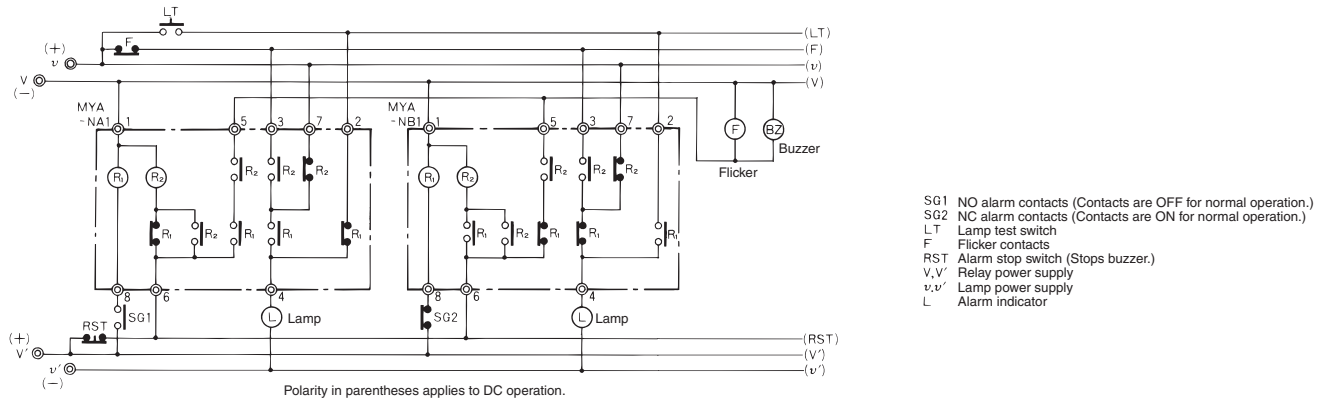 LT
(LT)
F
(+)
(F)
υ
(υ)
V
(V)
(−)
MYA
-NA1
1
5
3
7
2
MYA
-NB1
1
5
3
7
2
F
BZ
Buzzer
Flicker
R₁
R₂
R₂
R₂
R₂
R₁
R₂
R₂
R₂
R₂
R₁
R₂
R₁
R₁
R₁
R₁
R₂
R₁
R₁
R₁
8
6
4
8
6
4
SG1
L
Lamp
SG2
L
Lamp
RST
(+)
(RST)
V′
(V′)
υ′
(υ′)
(−)
Polarity in parentheses applies to DC operation.
SG1 NO alarm contacts (Contacts are OFF for normal operation.)
SG2 NC alarm contacts (Contacts are ON for normal operation.)
LT Lamp test switch
F Flicker contacts
RST Alarm stop switch (Stops buzzer.)
V,V′ Relay power supply
υ,υ′ Lamp power supply
L Alarm indicator